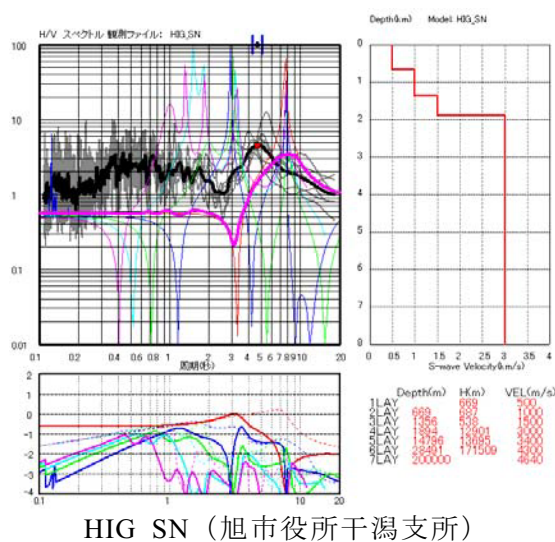 H/V スペクトル 観測ファイル: HIG_SN
100
10
1
0.1
0.01
0.1 0.2 0.4 0.6 0.8 1 2 3 4 5 6 7 8 9 10 20
周期(秒)
2
1
0
-1
-2
-3
-4
0.1 1 10 20
Depth(km) Model: HIG_SN
0
1
2
3
4
5
6
7
8
0 0.5 1 1.5 2 2.5 3 3.5 4
S-wave Velocity(km/s)
Depth(m) H(m) VEL(m/s)
1LAY 669 500
2LAY 669 1000
3LAY 1356 538 1500
4LAY 12901 3000
5LAY 14796 13695 3400
6LAY 28491 171509 4300
7LAY 200000 4640
HIG SN（旭市役所干潟支所）